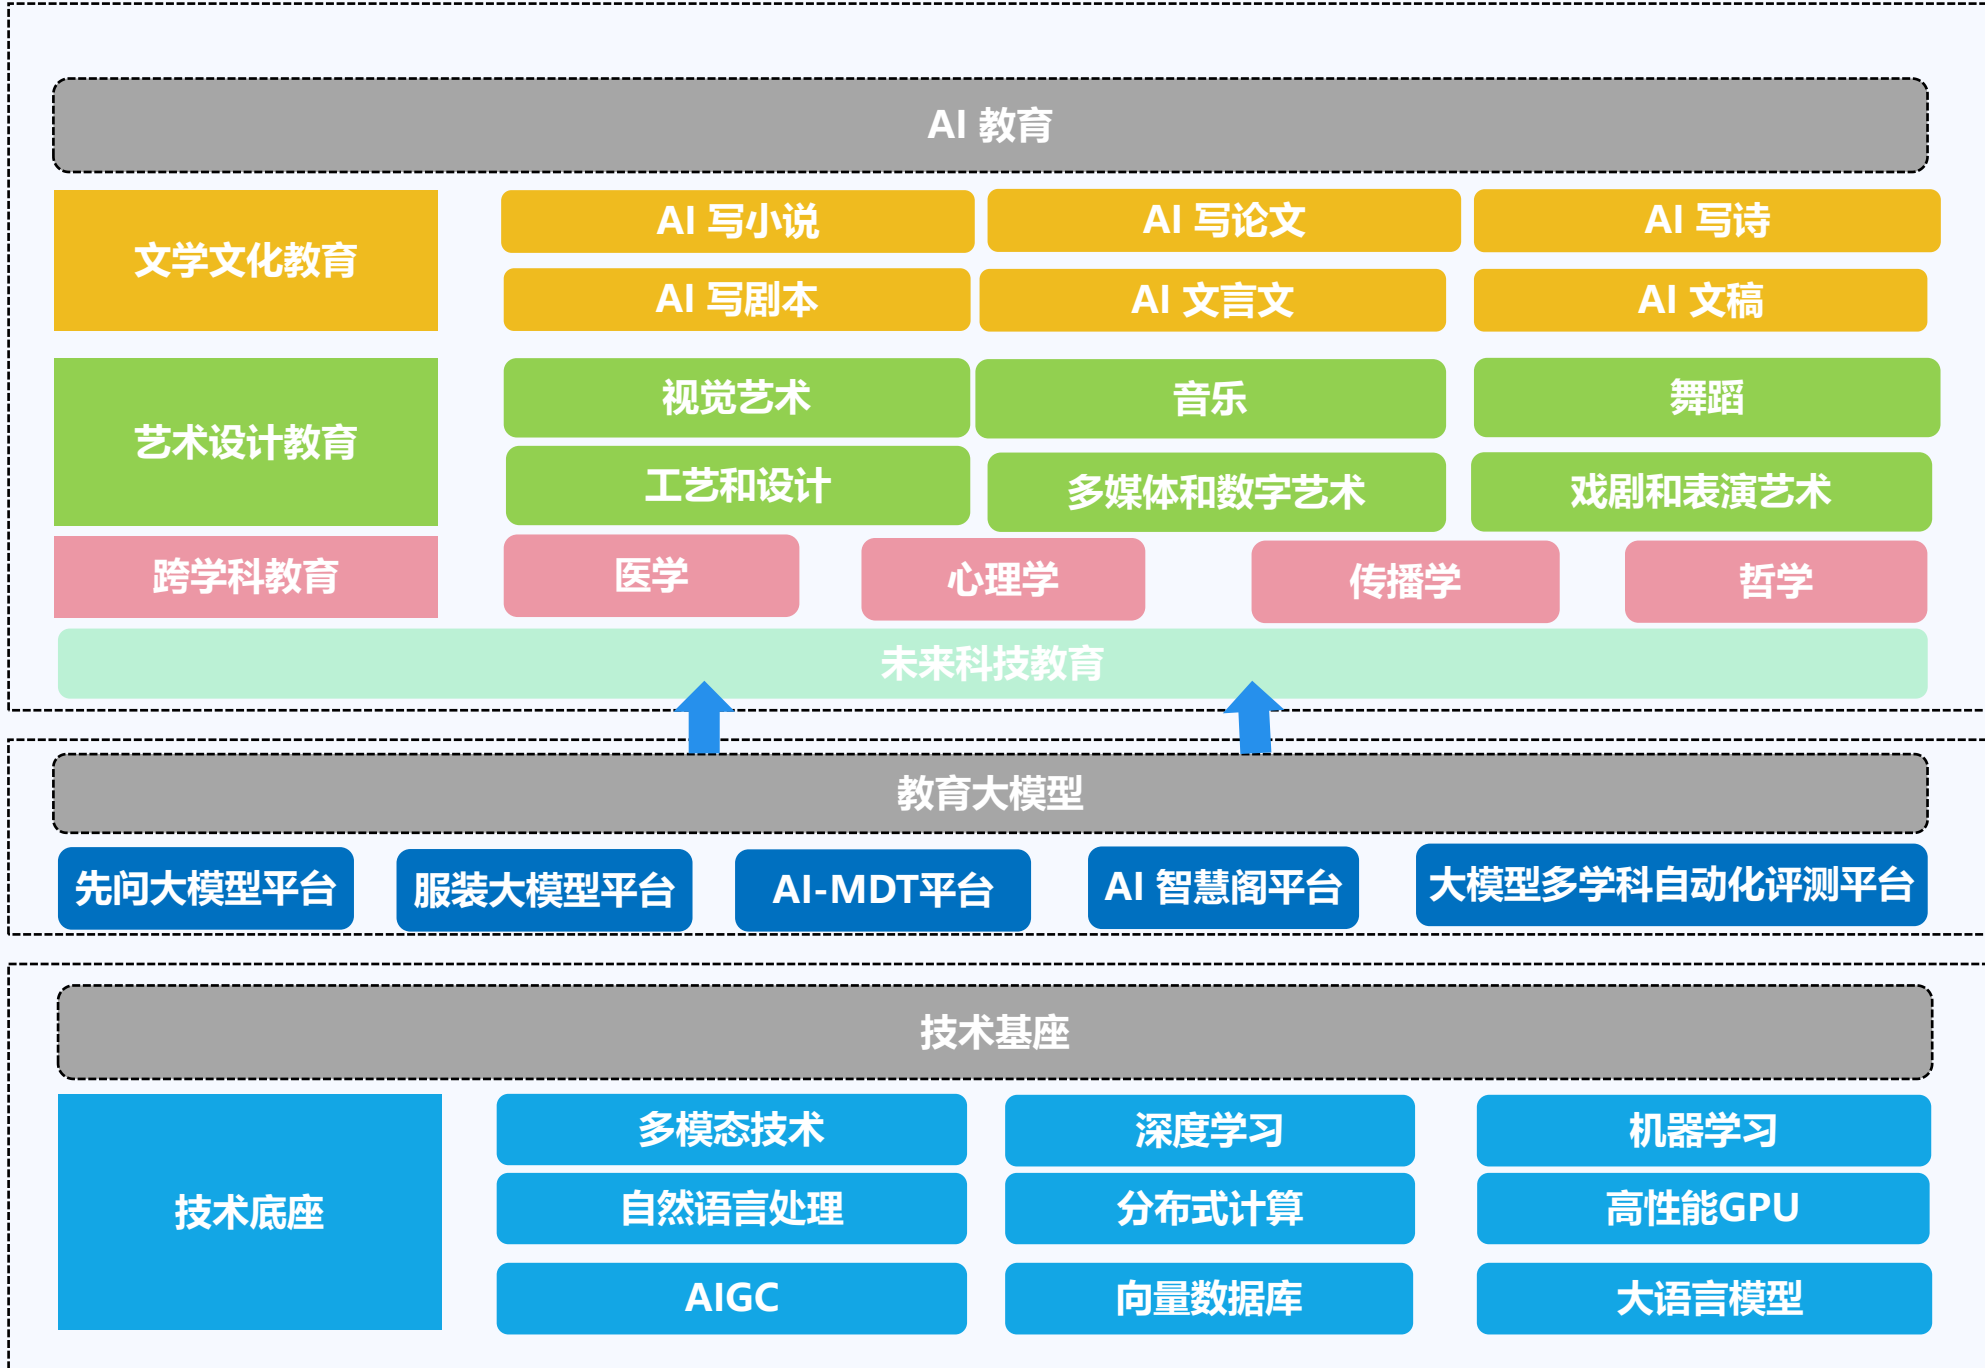 AI 教育
文学文化教育
AI 写小说
AI 写论文
AI 写诗
AI 写剧本
AI 文言文
AI 文稿
艺术设计教育
视觉艺术
音乐
舞蹈
工艺和设计
多媒体和数字艺术
戏剧和表演艺术
跨学科教育
医学
心理学
传播学
哲学
未来科技教育
教育大模型
先问大模型平台
服装大模型平台
AI-MDT平台
AI 智慧阁平台
大模型多学科自动化评测平台
技术基座
技术底座
多模态技术
深度学习
机器学习
自然语言处理
分布式计算
高性能GPU
AIGC
向量数据库
大语言模型